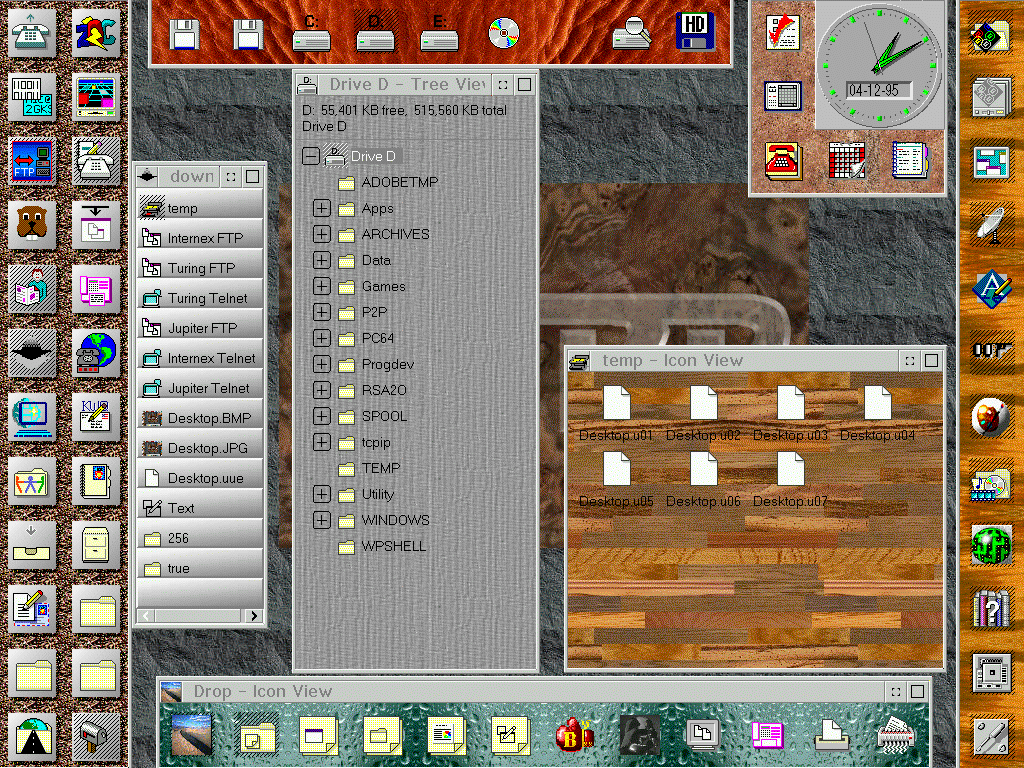 C:
D:
E:
HD
04-12-95
FTP
KWQ
007
B
D:
Drive D - Tree View
D: 55,401 KB free, 515,560 KB total
Drive D
Drive D
ADOBETMP
Apps
ARCHIVES
Data
Games
P2P
PC64
Progdev
RSA2O
SPOOL
tcpip
TEMP
Utility
WINDOWS
WPSHELL
down
temp
Internex FTP
Turing FTP
Turing Telnet
Jupiter FTP
Internex Telnet
Jupiter Telnet
Desktop.BMP
Desktop.JPG
Desktop.uue
Text
256
true
temp - Icon View
Desktop.u01 Desktop.u02 Desktop.u03 Desktop.u04
Desktop.u05 Desktop.u06 Desktop.u07
Drop - Icon View